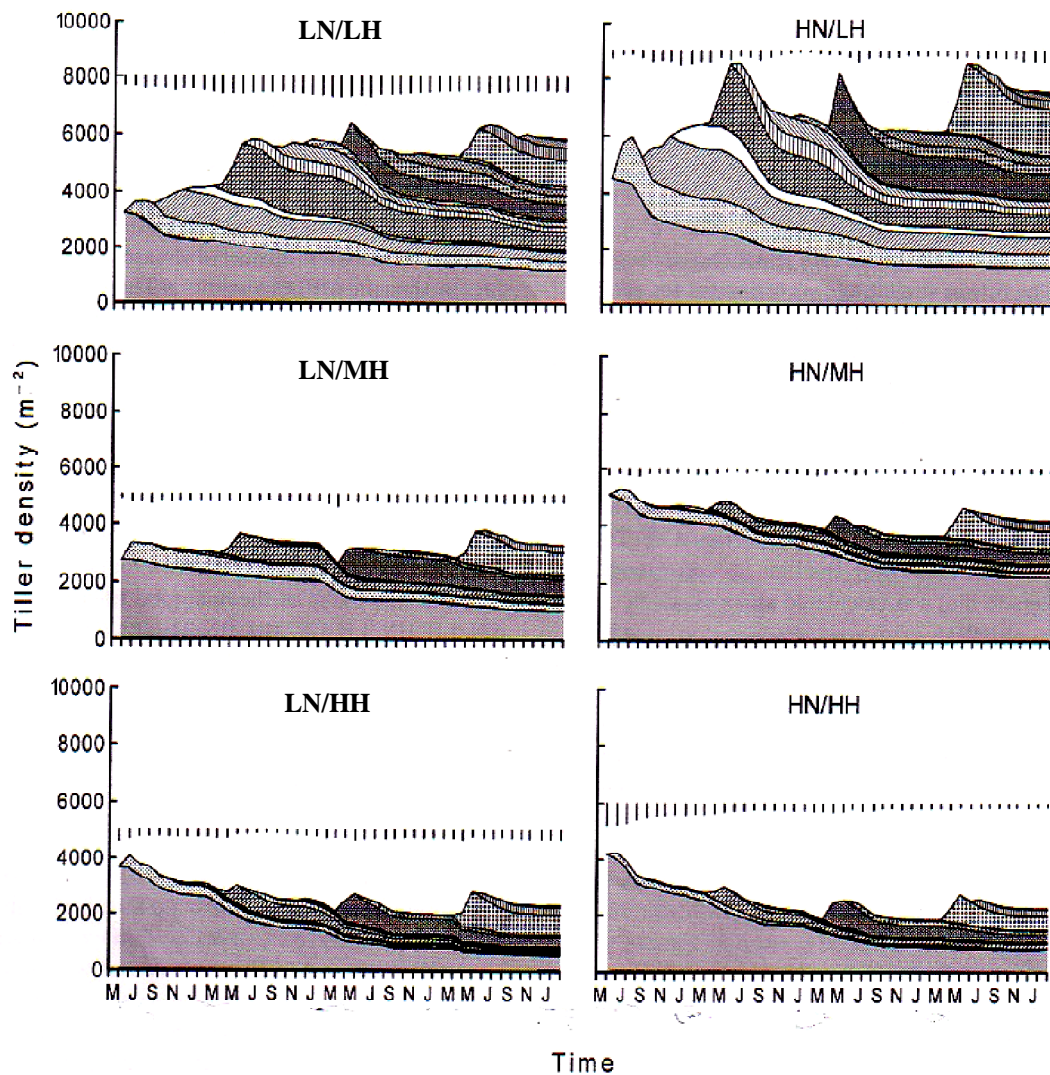 LN/LH
HN/LH
10000
8000
6000
4000
2000
0
LN/MH
HN/MH
10000
8000
6000
4000
2000
0
LN/HH
HN/HH
10000
8000
6000
4000
2000
0
Tiller density (m⁻²)
M J S N J M M J S N J M M J S N J M M J S N J
M J S N J M M J S N J M M J S N J M M J S N J
Time